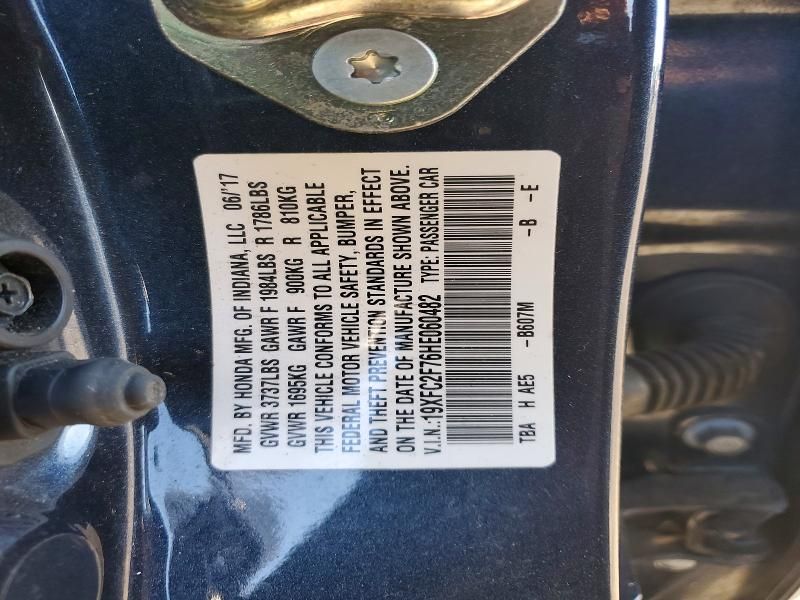 MFD. BY HONDA MFG. OF INDIANA, LLC 06/'17
GVWR 3737LBS GAWR F 1984LBS R 1786LBS
GVWR 1695KG GAWR F 900KG R 810KG
THIS VEHICLE CONFORMS TO ALL APPLICABLE
FEDERAL MOTOR VEHICLE SAFETY, BUMPER,
AND THEFT PREVENTION STANDARDS IN EFFECT
ON THE DATE OF MANUFACTURE SHOWN ABOVE.
V.I.N.:19XFC2F76HE060482 TYPE: PASSENGER CAR
TBA H AE5 -B607M -B -E